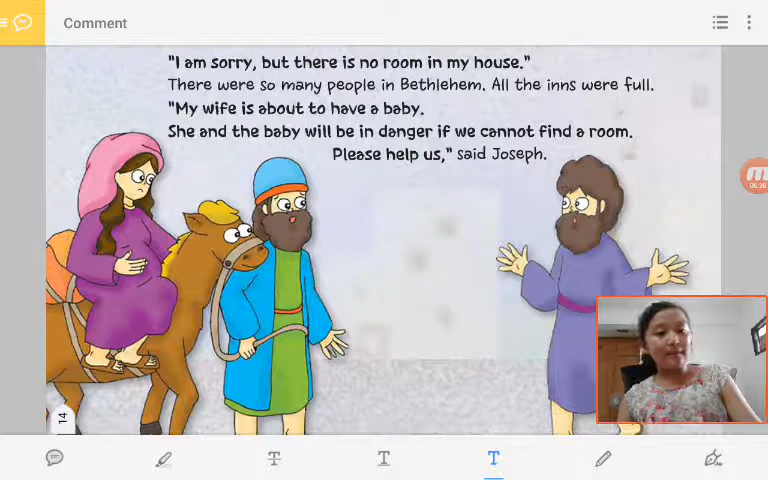 Comment
"I am sorry, but there is no room in my house."
There were so many people in Bethlehem. All the inns were full.
"My wife is about to have a baby.
She and the baby will be in danger if we cannot find a room.
Please help us," said Joseph.
06:38
14
T
T
T